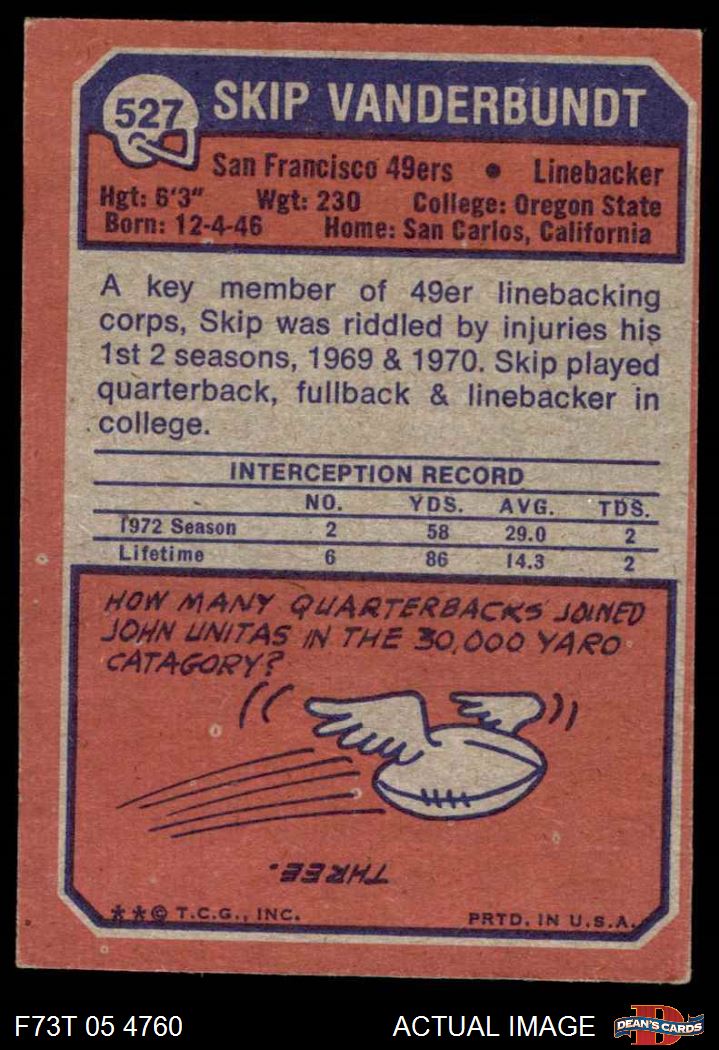 527 SKIP VANDERBUNDT
San Francisco 49ers • Linebacker
Hgt: 6'3" Wgt: 230 College: Oregon State
Born: 12-4-46 Home: San Carlos, California
A key member of 49er linebacking
corps, Skip was riddled by injuries his
1st 2 seasons, 1969 & 1970. Skip played
quarterback, fullback & linebacker in
college.
INTERCEPTION RECORD
NO. YDS. AVG. TDS.
1972 Season 2 58 29.0 2
Lifetime 6 86 14.3 2
HOW MANY QUARTERBACKS JOINED
JOHN UNITAS IN THE 30,000 YARD
CATAGORY?
THREE.
**© T.C.G., INC. PRTD. IN U.S.A.
F73T 05 4760 ACTUAL IMAGE DEAN'S CARDS